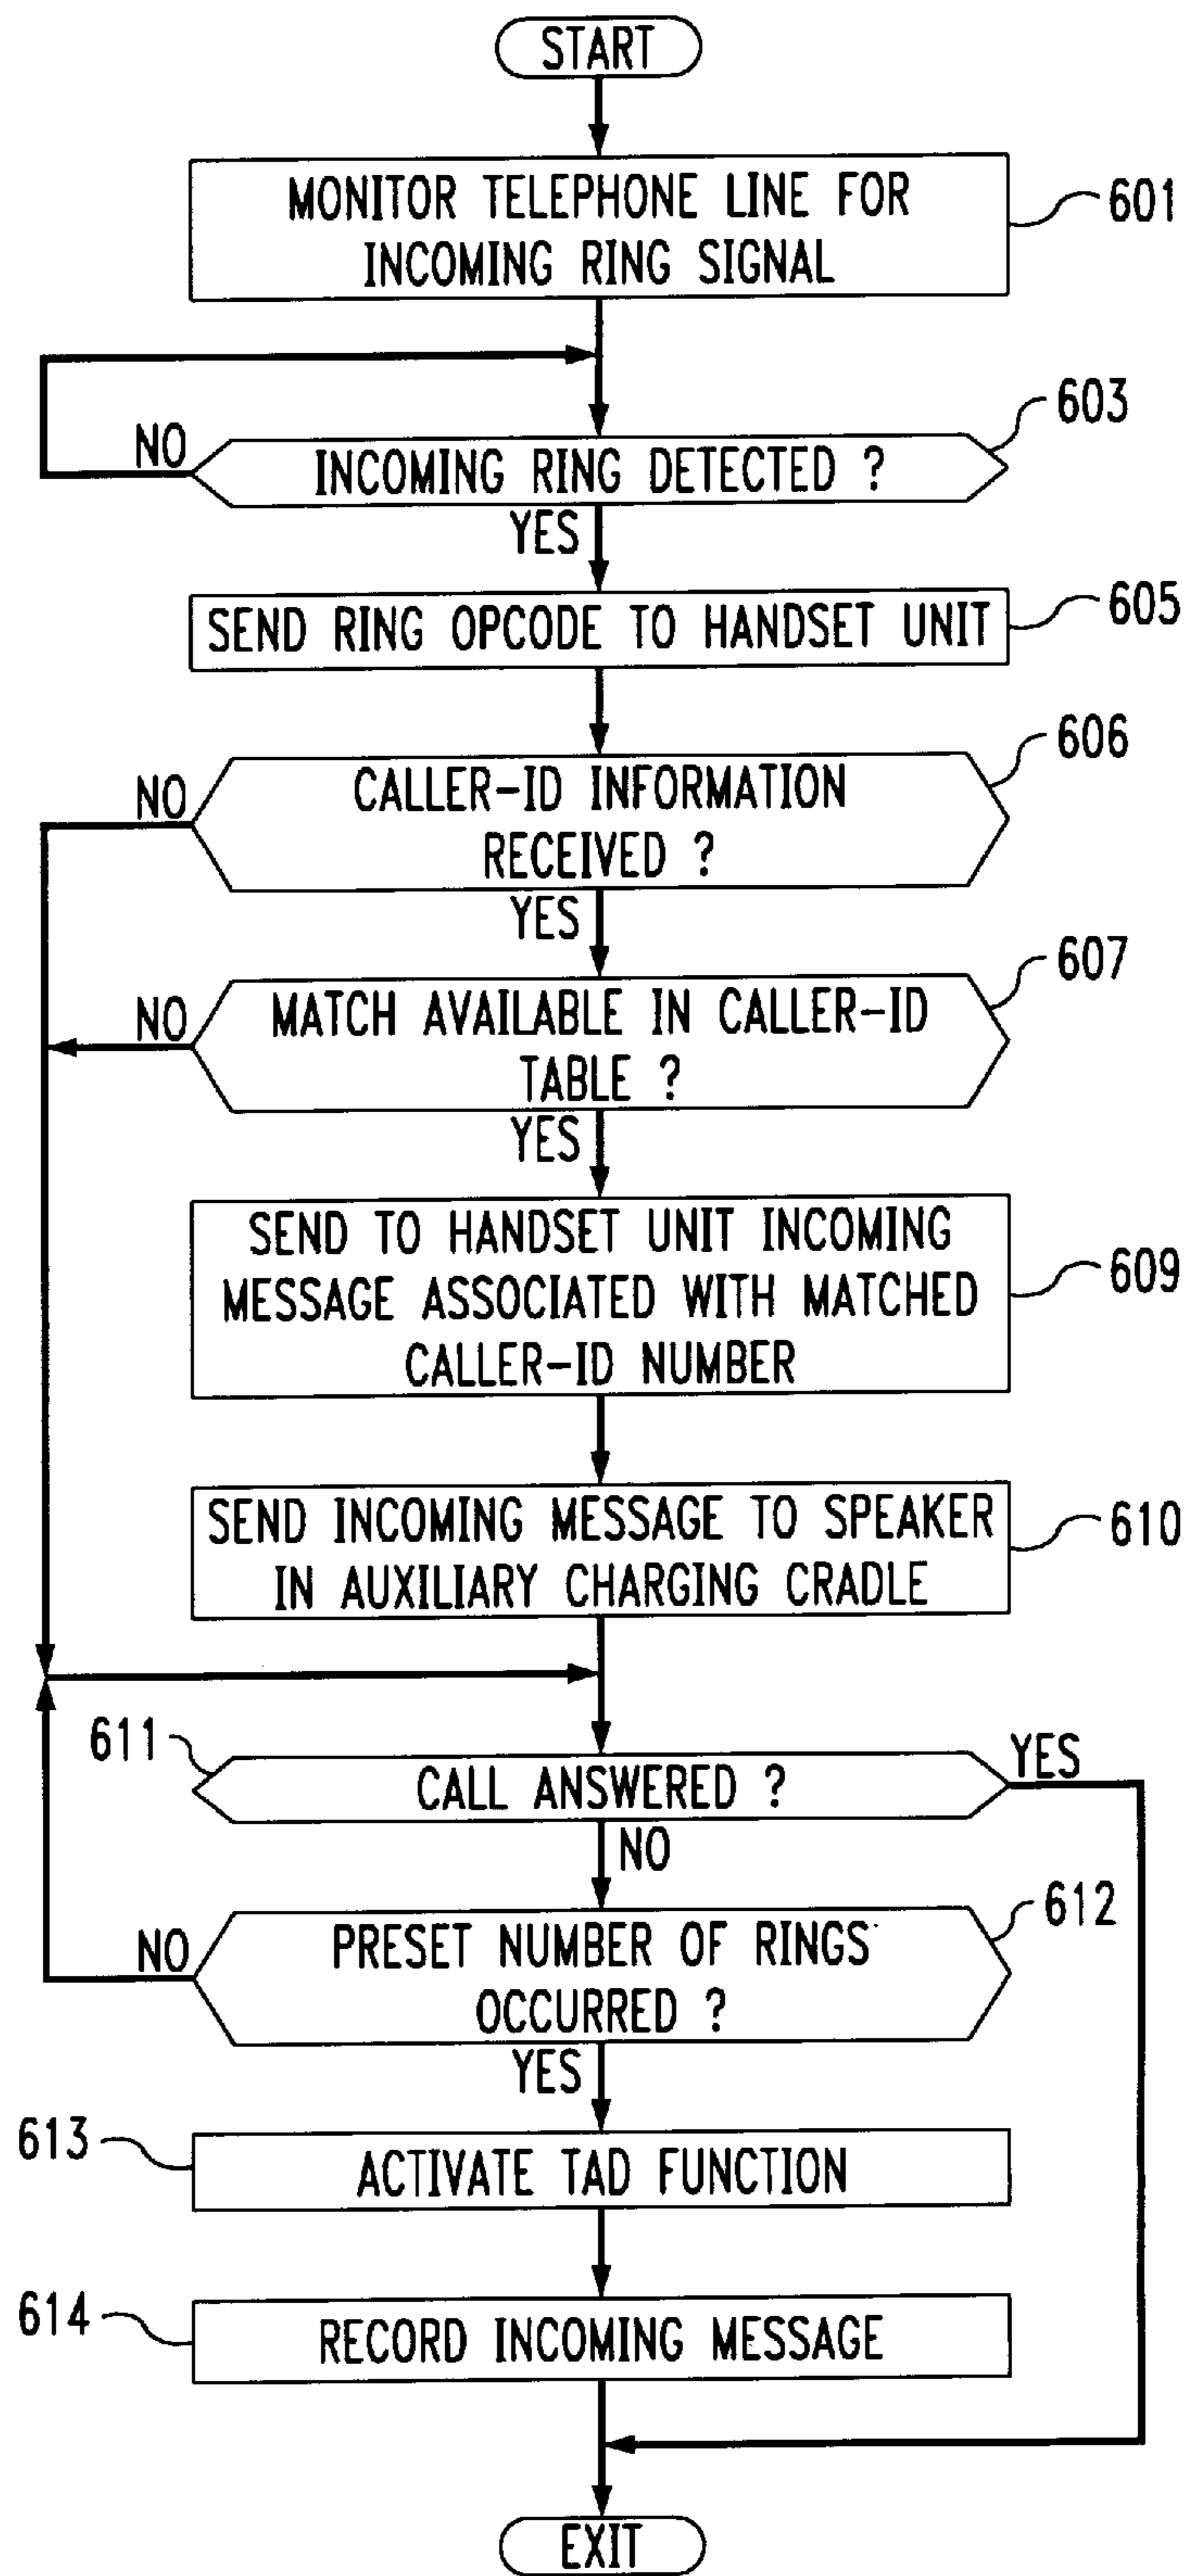 START
MONITOR TELEPHONE LINE FOR
INCOMING RING SIGNAL
601
603
NO
INCOMING RING DETECTED ?
YES
SEND RING OPCODE TO HANDSET UNIT
605
606
NO
CALLER-ID INFORMATION
RECEIVED ?
YES
607
NO
MATCH AVAILABLE IN CALLER-ID
TABLE ?
YES
SEND TO HANDSET UNIT INCOMING
MESSAGE ASSOCIATED WITH MATCHED
CALLER-ID NUMBER
609
SEND INCOMING MESSAGE TO SPEAKER
IN AUXILIARY CHARGING CRADLE
610
611
CALL ANSWERED ?
YES
NO
612
NO
PRESET NUMBER OF RINGS
OCCURRED ?
YES
613
ACTIVATE TAD FUNCTION
614
RECORD INCOMING MESSAGE
EXIT